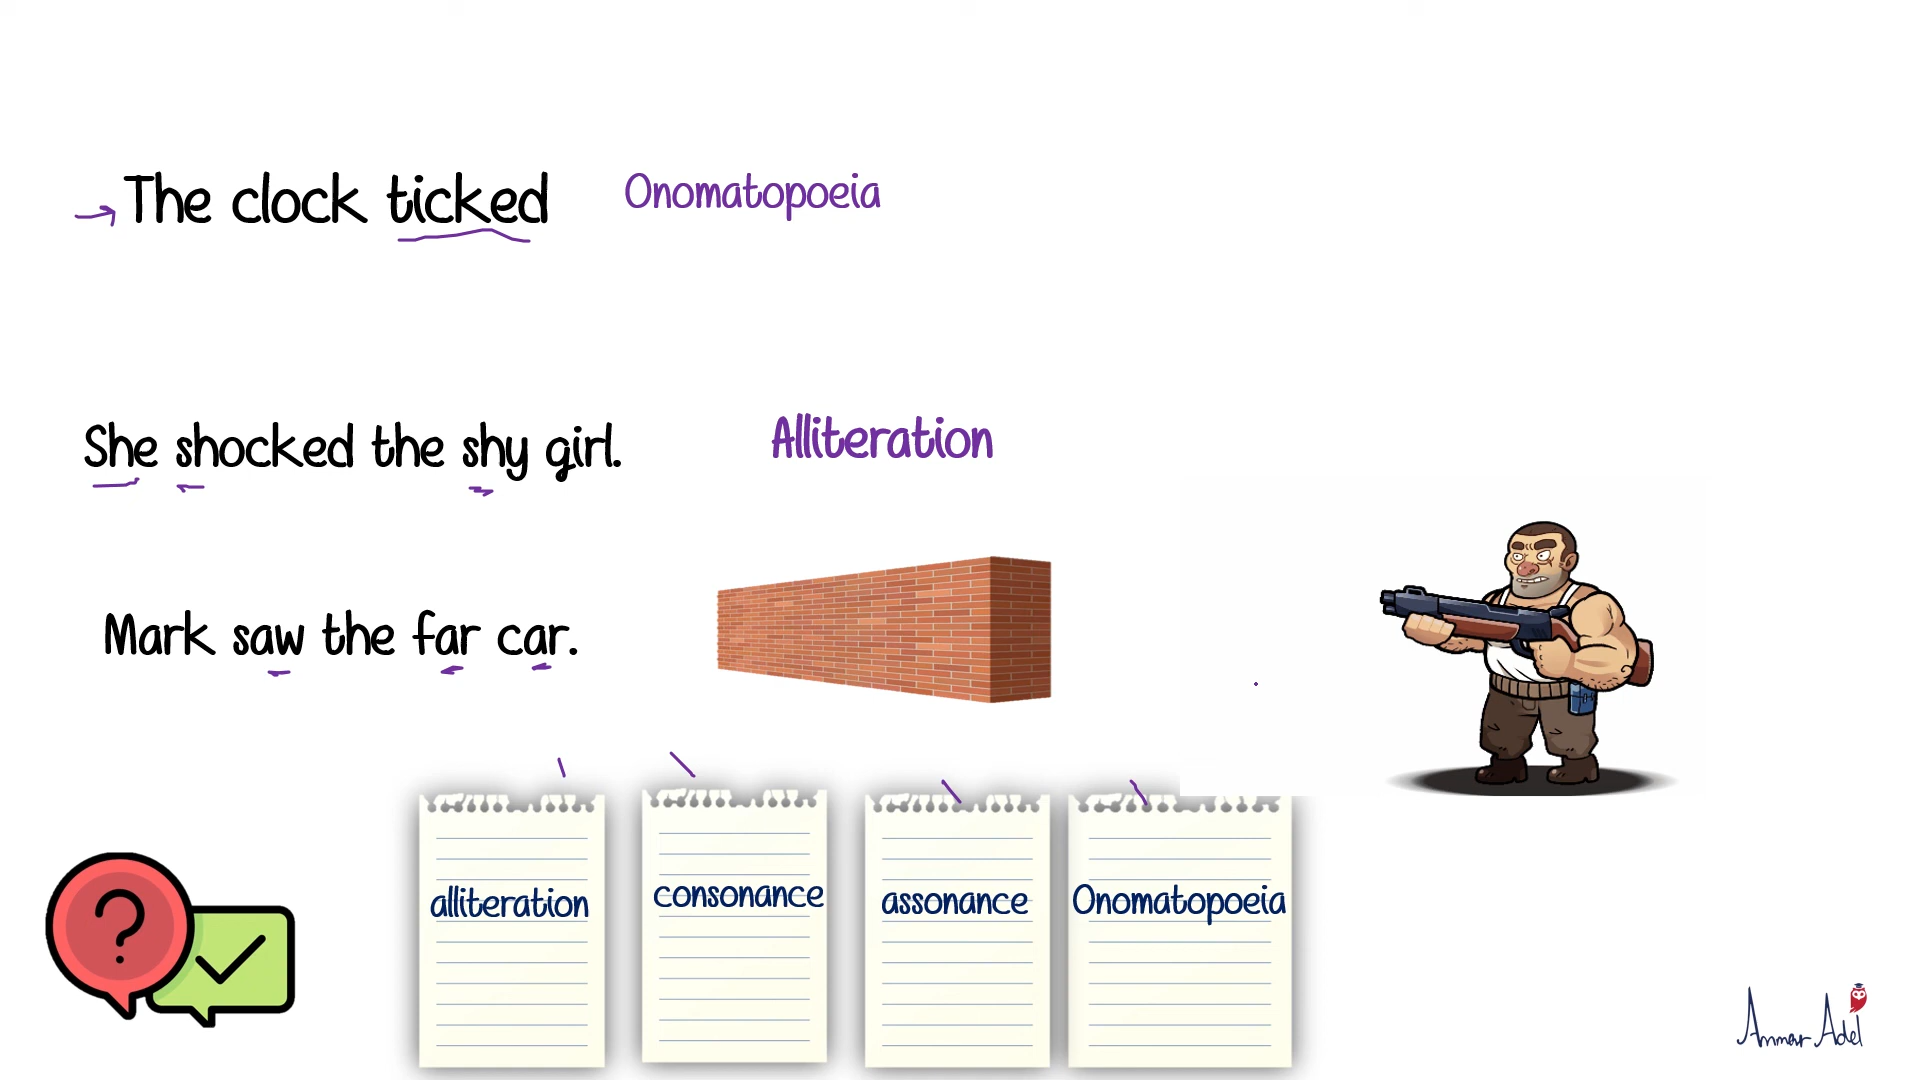 The clock ticked Onomatopoeia
She shocked the shy girl. Alliteration
Mark saw the far car.
alliteration consonance assonance Onomatopoeia
?
Ammar Adel